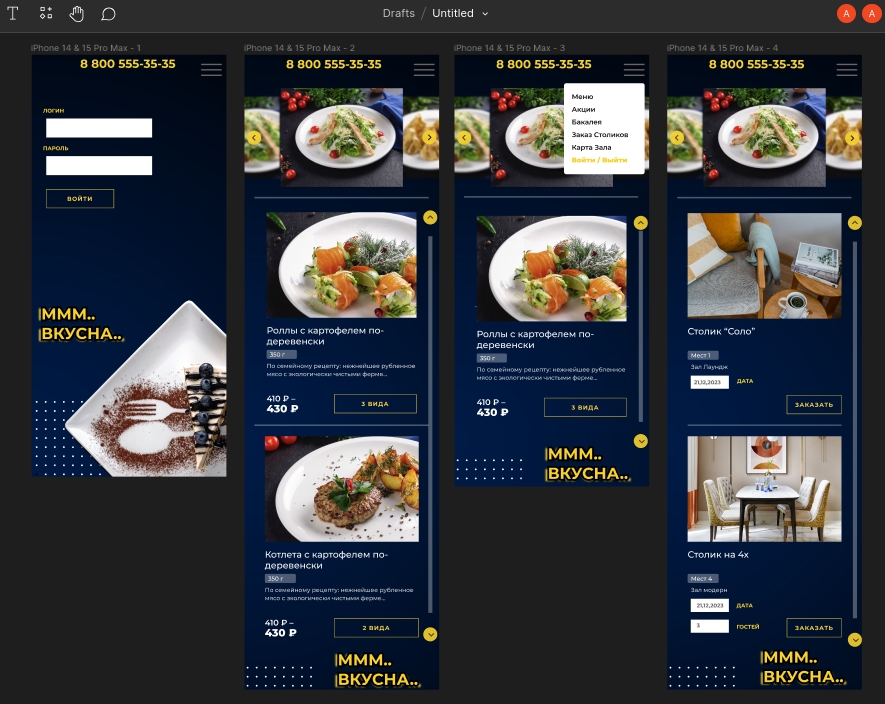 Drafts / Untitled
A
A
iPhone 14 & 15 Pro Max - 1
8 800 555-35-35
ЛОГИН
ПАРОЛЬ
ВОЙТИ
МММ..
ВКУСНА..
iPhone 14 & 15 Pro Max - 2
8 800 555-35-35
Роллы с картофелем по-
деревенски
350 г
По семейному рецепту: нежнейшее рубленное
мясо с экологически чистыми ферме...
410 ₽ –
430 ₽
3 ВИДА
Котлета с картофелем по-
деревенски
350 г
По семейному рецепту: нежнейшее рубленное
мясо с экологически чистыми ферме...
410 ₽ –
430 ₽
2 ВИДА
МММ..
ВКУСНА..
iPhone 14 & 15 Pro Max - 3
8 800 555-35-35
Меню
Акции
Бакалея
Заказ Столиков
Карта Зала
Войти / Выйти
Роллы с картофелем по-
деревенски
350 г
По семейному рецепту: нежнейшее рубленное
мясо с экологически чистыми ферме...
410 ₽ –
430 ₽
3 ВИДА
МММ..
ВКУСНА..
iPhone 14 & 15 Pro Max - 4
8 800 555-35-35
Столик “Соло”
Мест 1
Зал Лаундж
21,12,2023
ДАТА
ЗАКАЗАТЬ
Столик на 4х
Мест 4
Зал модерн
21,12,2023
ДАТА
3
ГОСТЕЙ
ЗАКАЗАТЬ
МММ..
ВКУСНА..